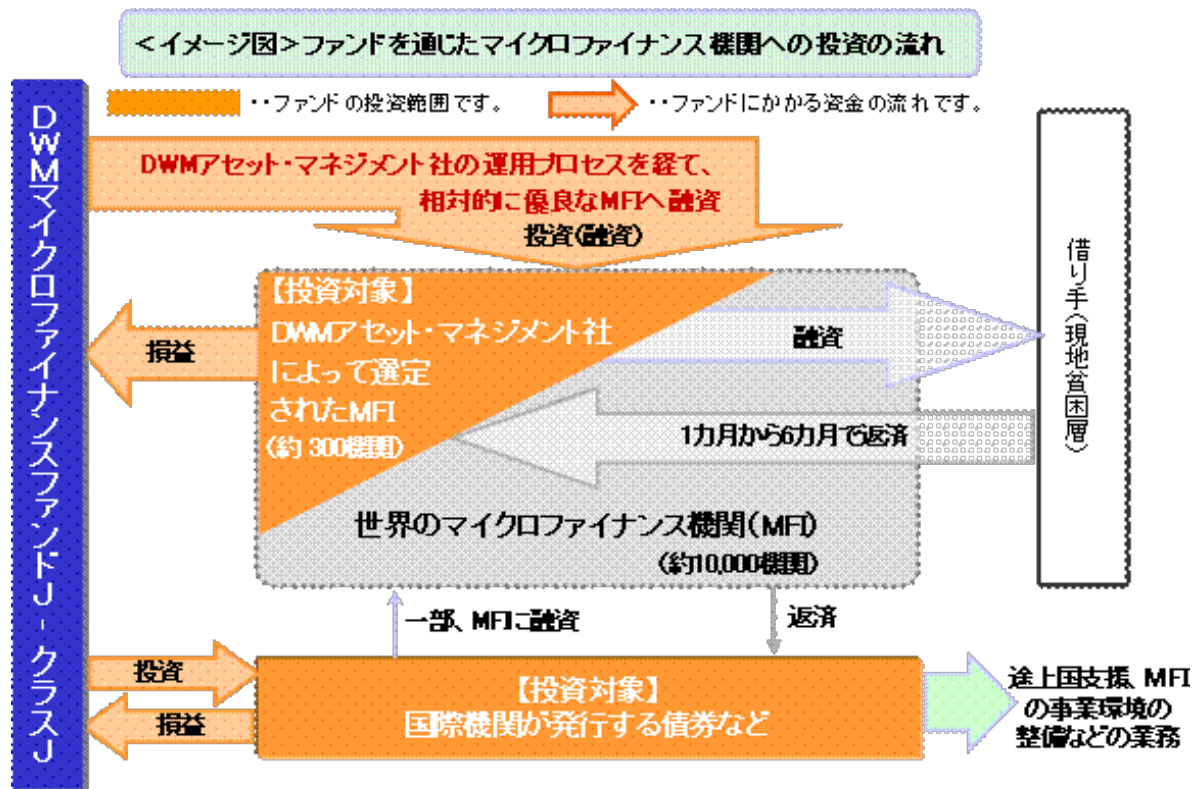 ＜イメージ図＞ファンドを通じたマイクロファイナンス機関への投資の流れ
・・ファンドの投資範囲です。
・・ファンドにかかる資金の流れです。
DWMマイクロファイナンスファンドJ-クラスJ
DWMアセット・マネジメント社の運用プロセスを経て、
相対的に優良なMFIへ融資
投資(融資)
【投資対象】
DWMアセット・マネジメント社
によって選定
されたMFI
(約300機関)
損益
融資
1カ月から6カ月で返済
借り手(現地貧困層)
世界のマイクロファイナンス機関(MFI)
(約10,000機関)
一部、MFIに融資
返済
投資
損益
【投資対象】
国際機関が発行する債券など
途上国支援、MFI
の事業環境の
整備などの業務